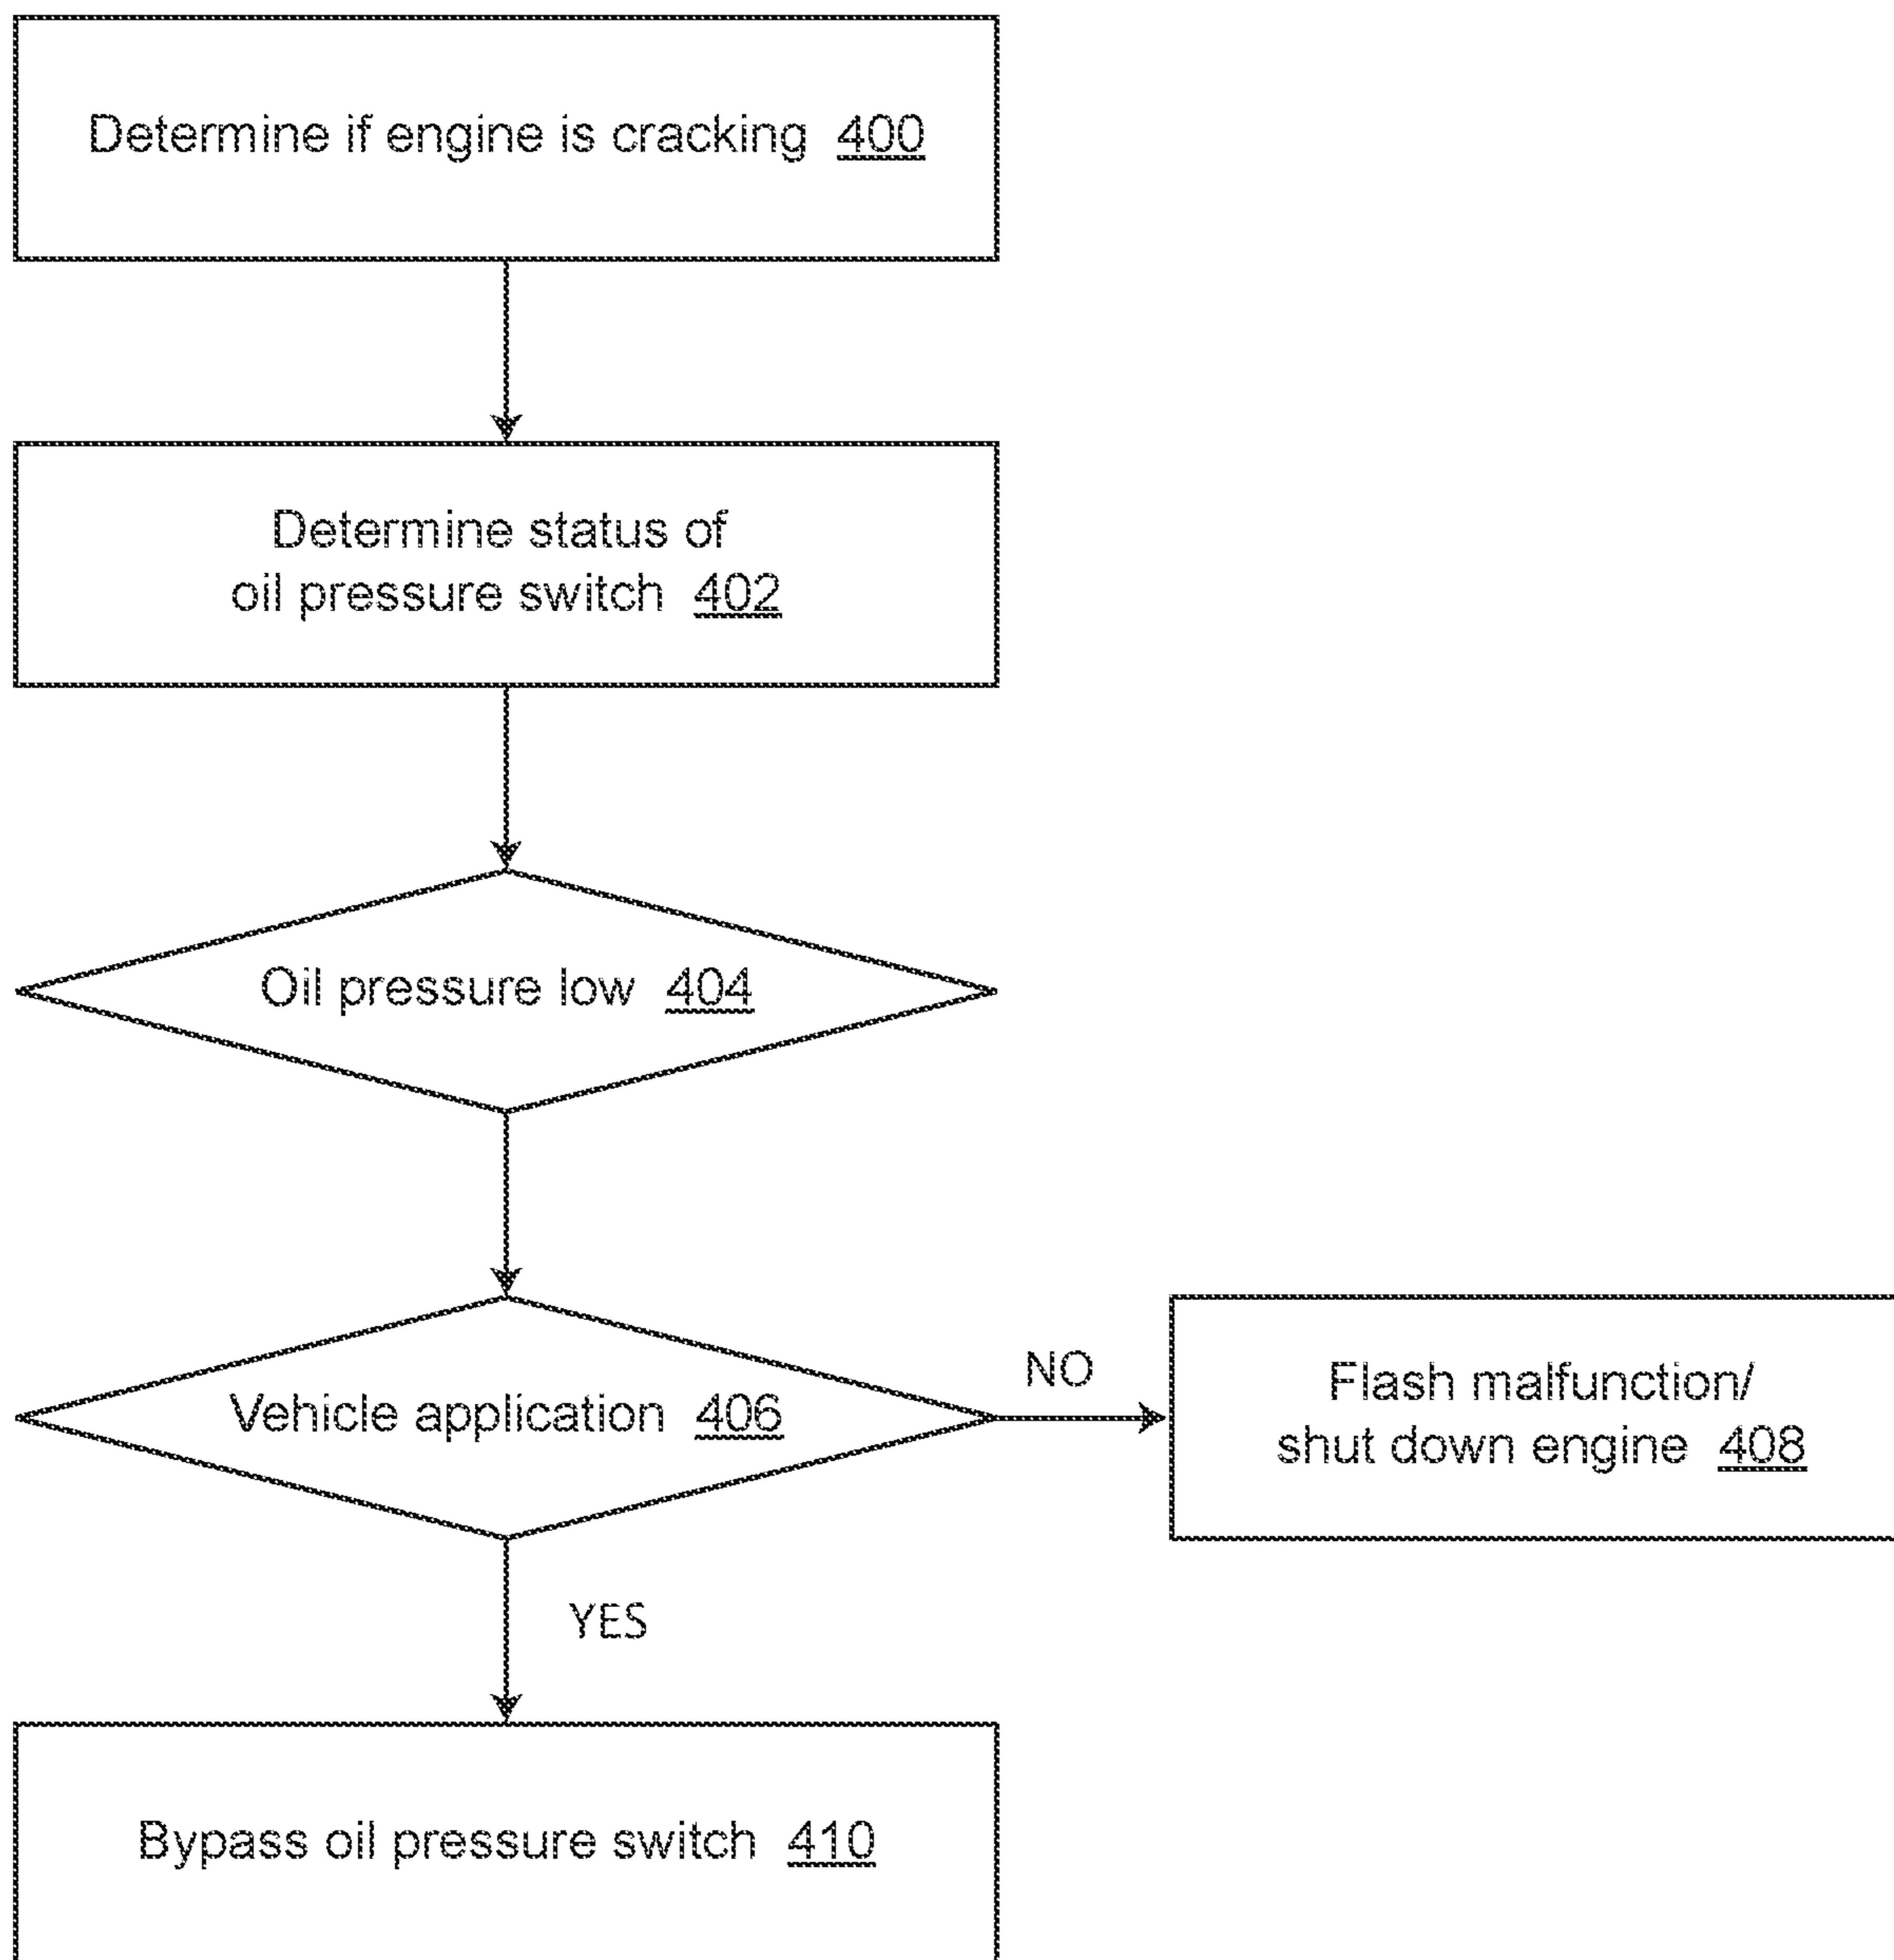 Determine if engine is cracking 400
Determine status of
oil pressure switch 402
Oil pressure low 404
Vehicle application 406
NO
Flash malfunction/
shut down engine 408
YES
Bypass oil pressure switch 410